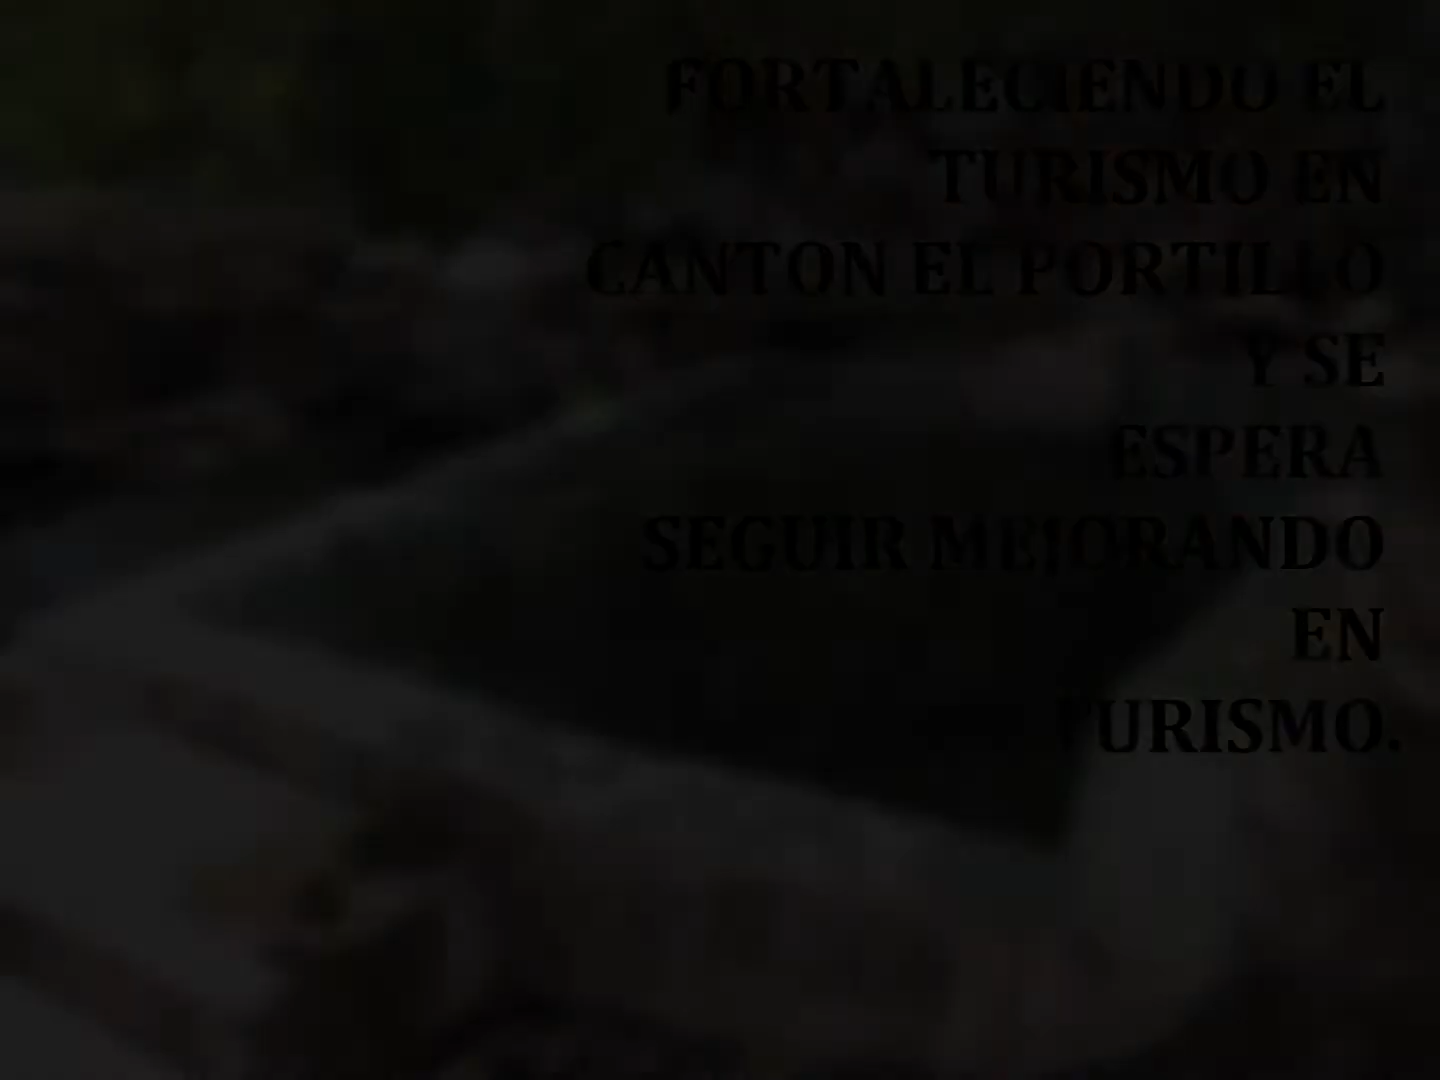 FORTALECIENDO EL
TURISMO EN
CANTON EL PORTILLO
Y SE
ESPERA
SEGUIR MEJORANDO
EN
TURISMO.